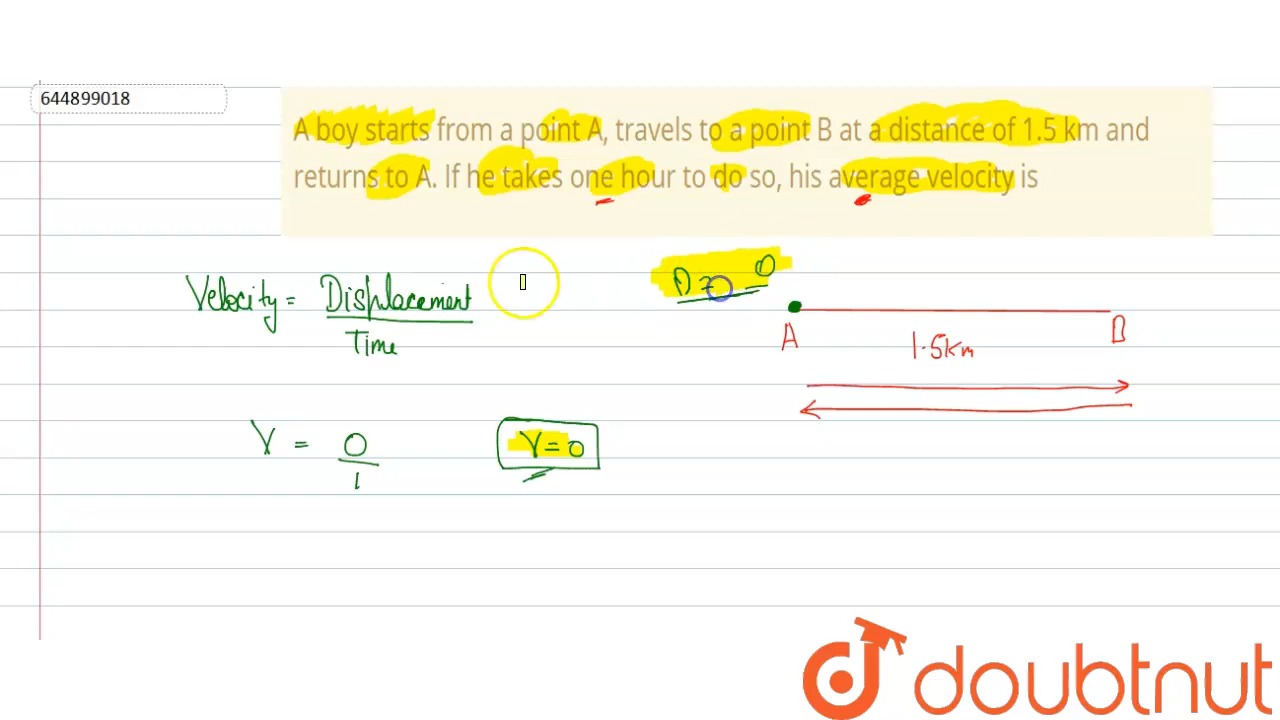 644899018
A boy starts from a point A, travels to a point B at a distance of 1.5 km and
returns to A. If he takes one hour to do so, his average velocity is
Velocity = Displacement
Time
D = 0
A
1.5km
B
V = 0
1
V = 0
doubtnut